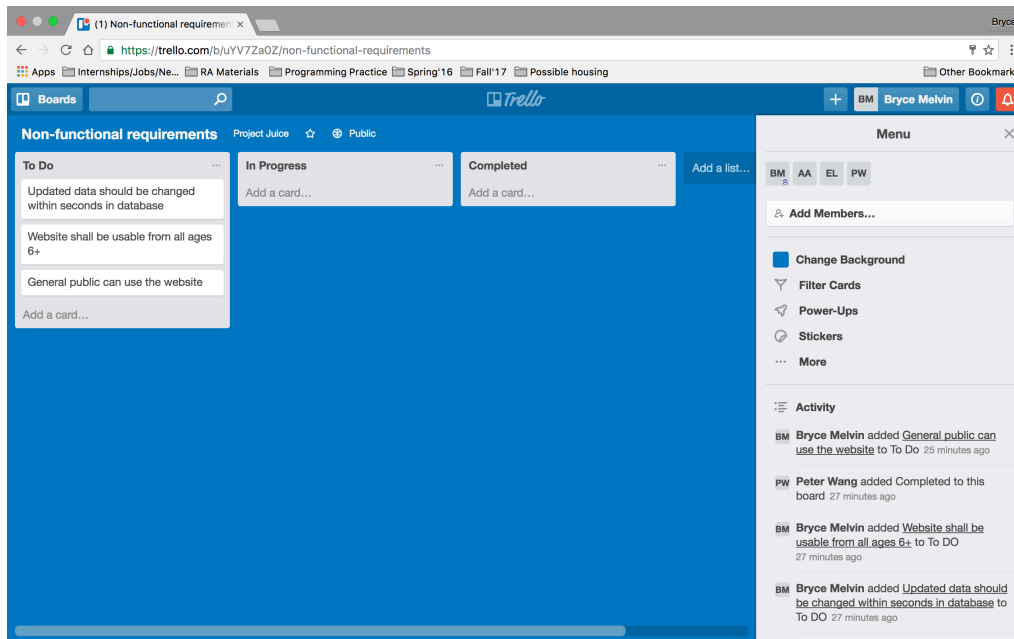 (1) Non-functional requiremen
Bryce
https://trello.com/b/uYV7Za0Z/non-functional-requirements
Apps Internships/Jobs/Ne... RA Materials Programming Practice Spring'16 Fall'17 Possible housing Other Bookmark
Boards Trello BM Bryce Melvin
Non-functional requirements Project Juice Public
To Do
Updated data should be changed
within seconds in database
Website shall be usable from all ages
6+
General public can use the website
Add a card...
In Progress
Add a card...
Completed
Add a card...
Add a list...
Menu
BM AA EL PW
Add Members...
Change Background
Filter Cards
Power-Ups
Stickers
More
Activity
BM Bryce Melvin added General public can
use the website to To Do 25 minutes ago
PW Peter Wang added Completed to this
board 27 minutes ago
BM Bryce Melvin added Website shall be
usable from all ages 6+ to To DO
27 minutes ago
BM Bryce Melvin added Updated data should
be changed within seconds in database to
To DO 27 minutes ago